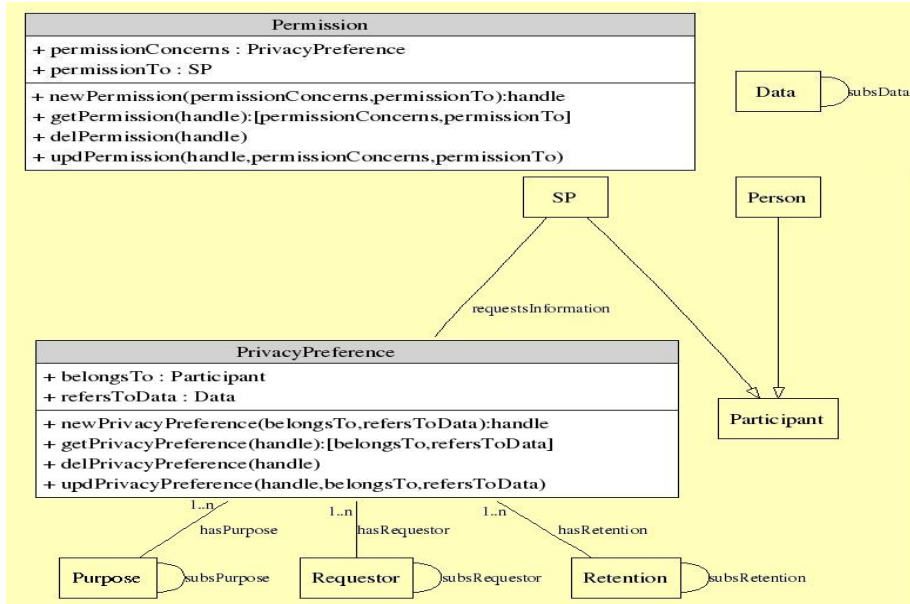 Permission
+ permissionConcerns : PrivacyPreference
+ permissionTo : SP
+ newPermission(permissionConcerns,permissionTo):handle
+ getPermission(handle):[permissionConcerns,permissionTo]
+ delPermission(handle)
+ updPermission(handle,permissionConcerns,permissionTo)
Data
subsData
SP
Person
requestsInformation
PrivacyPreference
+ belongsTo : Participant
+ refersToData : Data
+ newPrivacyPreference(belongsTo,refersToData):handle
+ getPrivacyPreference(handle):[belongsTo,refersToData]
+ delPrivacyPreference(handle)
+ updPrivacyPreference(handle,belongsTo,refersToData)
Participant
1..n
1..n
1..n
hasPurpose
hasRequestor
hasRetention
Purpose
subsPurpose
Requestor
subsRequestor
Retention
subsRetention